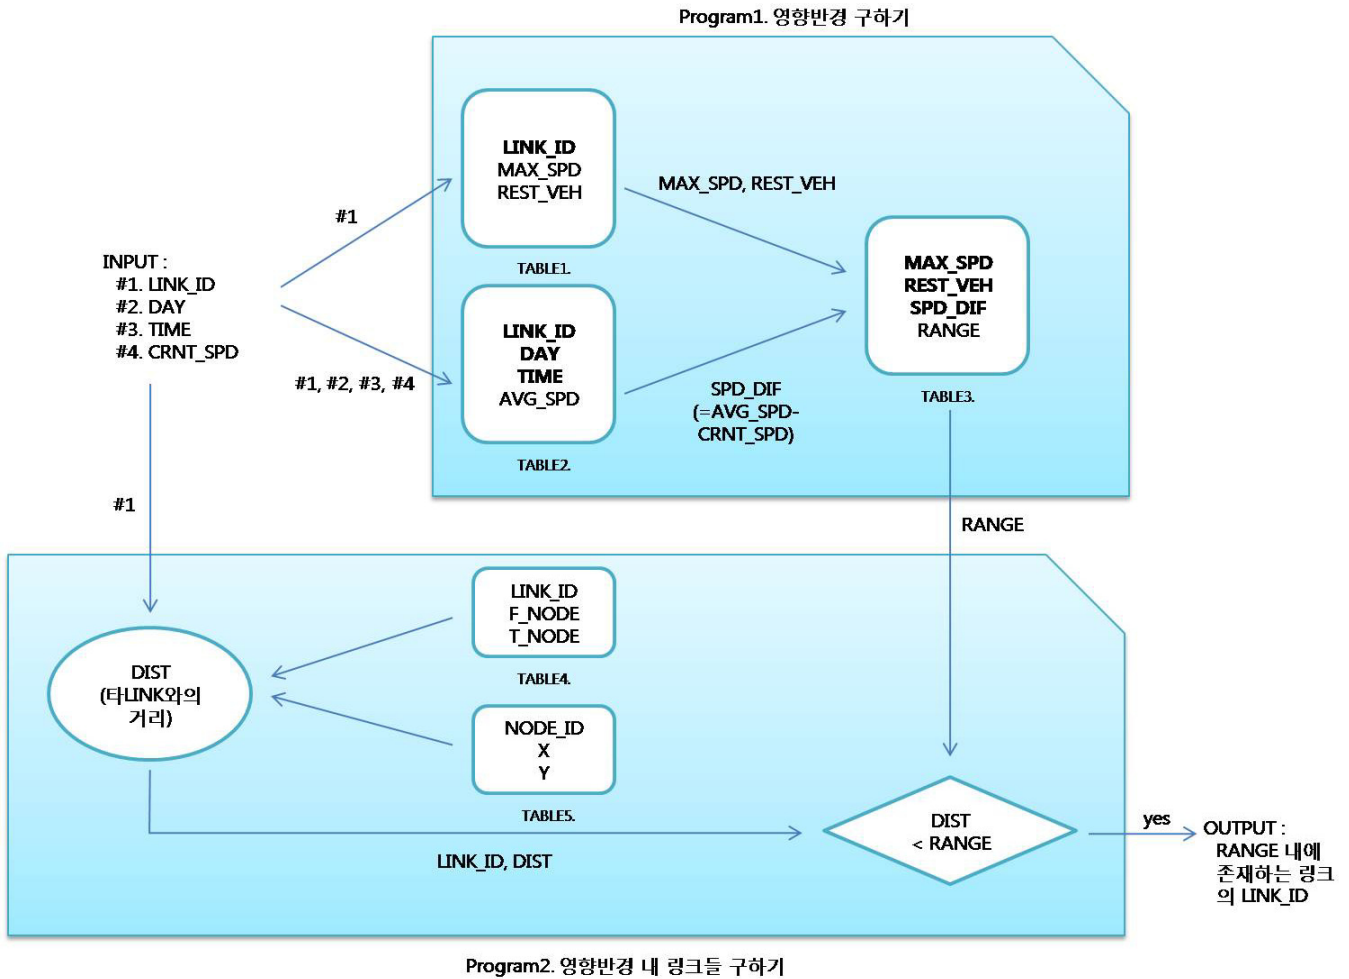 Program1. 영향반경 구하기
LINK_ID
MAX_SPD
REST_VEH
TABLE1.
MAX_SPD, REST_VEH
#1
INPUT :
#1. LINK_ID
#2. DAY
#3. TIME
#4. CRNT_SPD
#1, #2, #3, #4
LINK_ID
DAY
TIME
AVG_SPD
TABLE2.
SPD_DIF
(=AVG_SPD-
CRNT_SPD)
MAX_SPD
REST_VEH
SPD_DIF
RANGE
TABLE3.
#1
RANGE
DIST
(타LINK와의
거리)
LINK_ID
F_NODE
T_NODE
TABLE4.
NODE_ID
X
Y
TABLE5.
LINK_ID, DIST
DIST
< RANGE
yes
OUTPUT :
RANGE 내에
존재하는 링크
의 LINK_ID
Program2. 영향반경 내 링크들 구하기